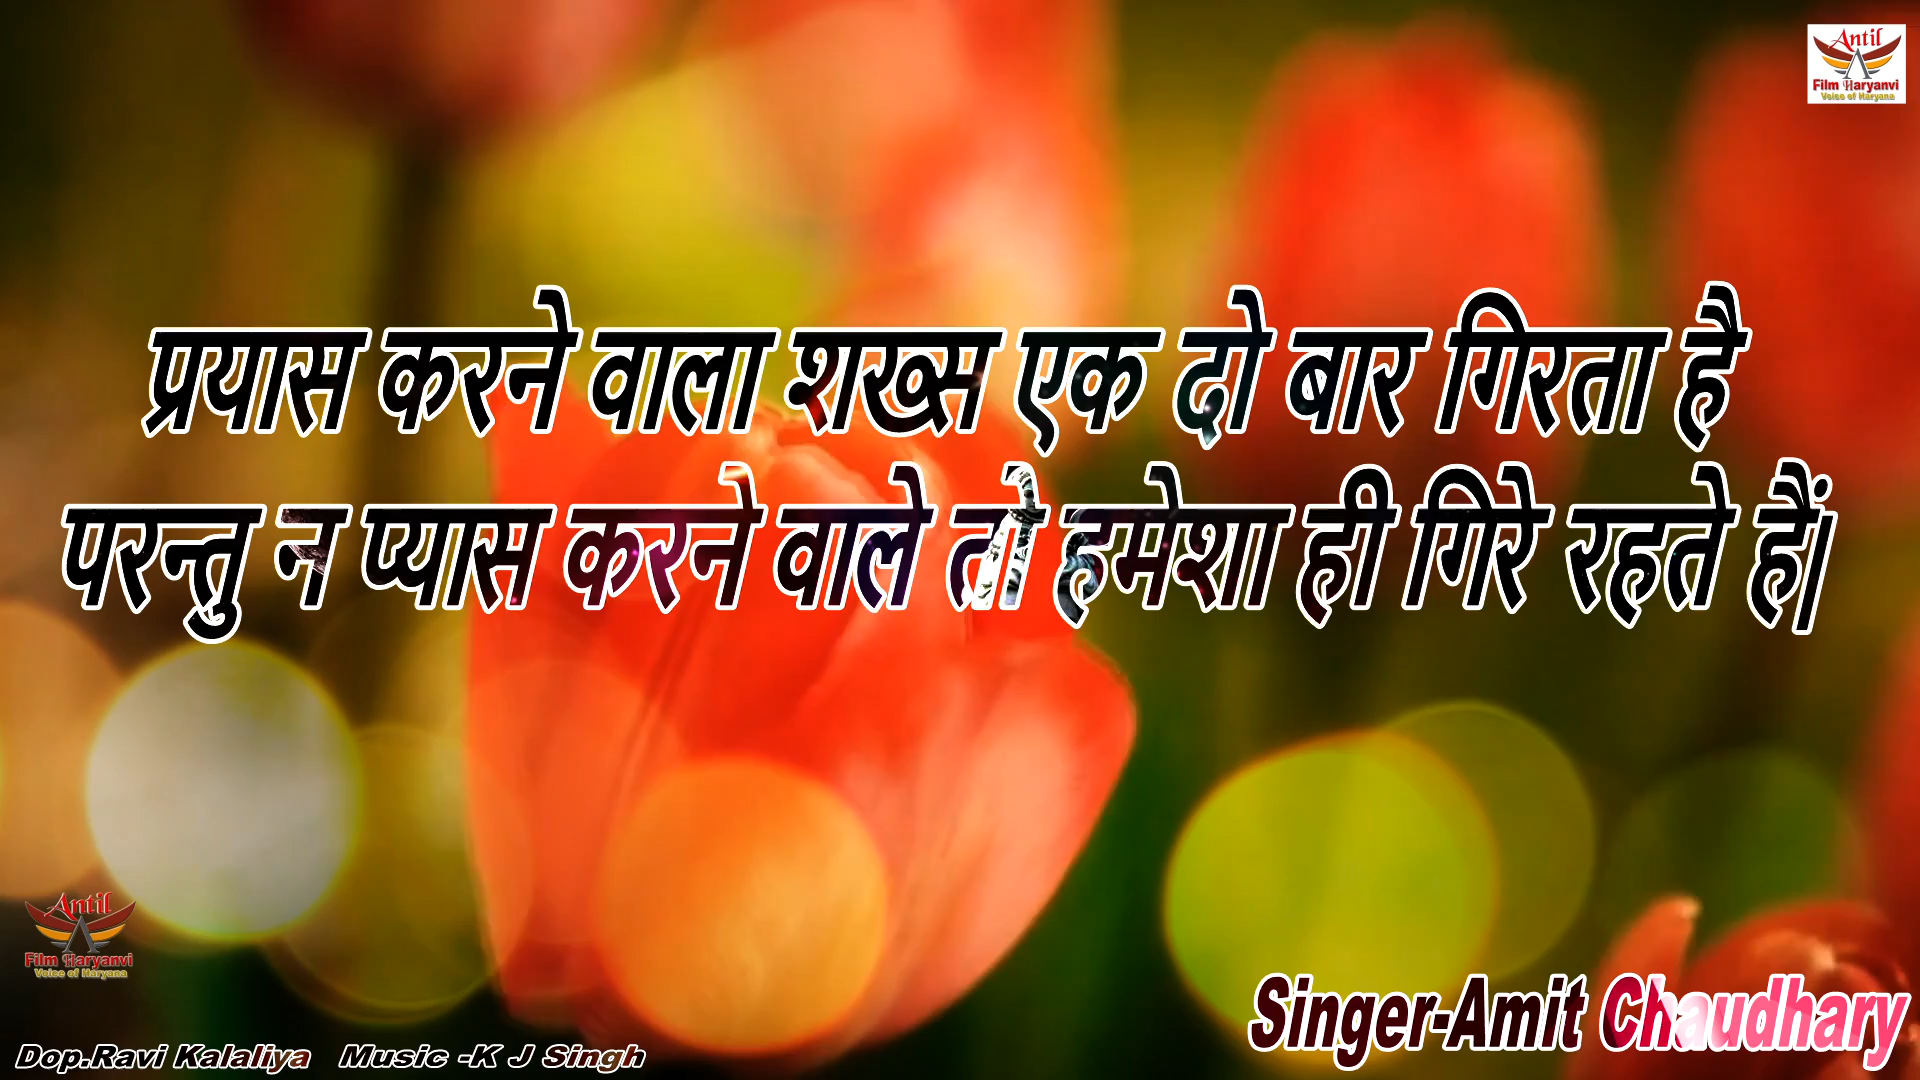 Antil
Film Haryanvi
Voice of Haryana
प्रयास करने वाला शख्स एक दो बार गिरता है
परन्तु न प्यास करने वाले तो हमेशा ही गिरे रहते हैं।
Antil
Film Haryanvi
Voice of Haryana
Singer-Amit Chaudhary
Dop.Ravi Kalaliya Music -K J Singh